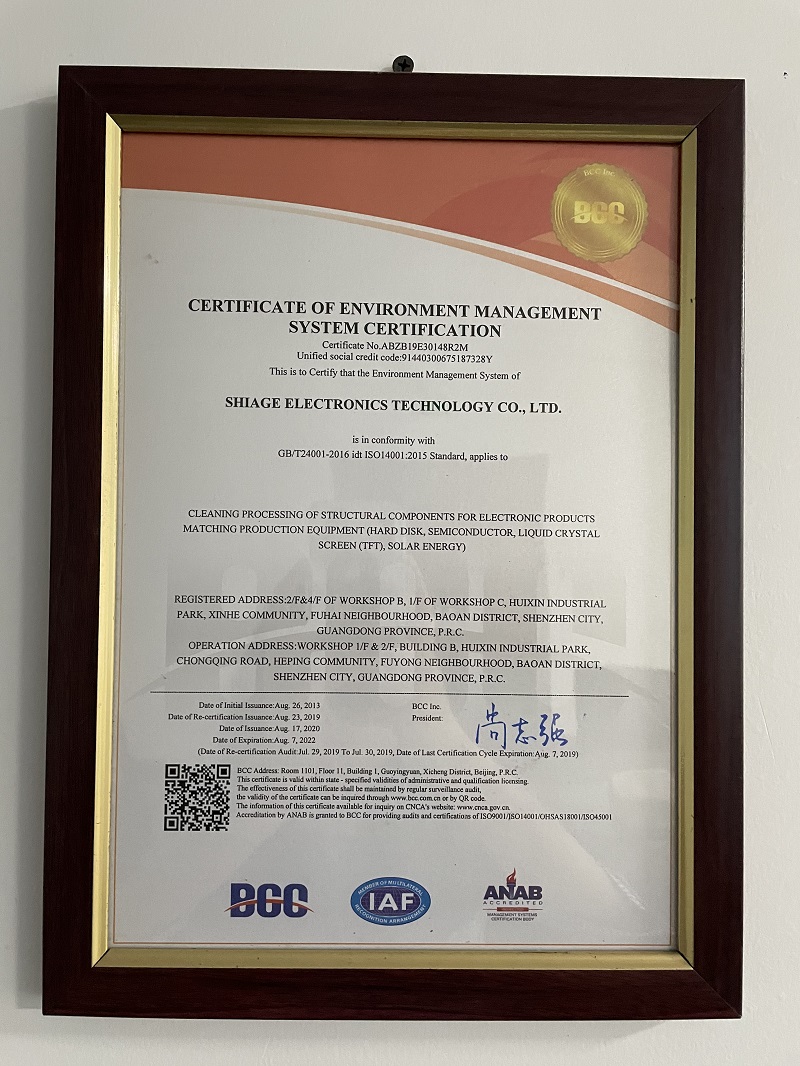 BCC Inc.
BCC
CERTIFICATE OF ENVIRONMENT MANAGEMENT
SYSTEM CERTIFICATION
Certificate No.ABZB19E30148R2M
Unified social credit code:91440300675187328Y
This is to Certify that the Environment Management System of
SHIAGE ELECTRONICS TECHNOLOGY CO., LTD.
is in conformity with
GB/T24001-2016 idt ISO14001:2015 Standard, applies to
CLEANING PROCESSING OF STRUCTURAL COMPONENTS FOR ELECTRONIC PRODUCTS
MATCHING PRODUCTION EQUIPMENT (HARD DISK, SEMICONDUCTOR, LIQUID CRYSTAL
SCREEN (TFT), SOLAR ENERGY)
REGISTERED ADDRESS:2/F&4/F OF WORKSHOP B, 1/F OF WORKSHOP C, HUIXIN INDUSTRIAL
PARK, XINHE COMMUNITY, FUHAI NEIGHBOURHOOD, BAOAN DISTRICT, SHENZHEN CITY,
GUANGDONG PROVINCE, P.R.C.
OPERATION ADDRESS:WORKSHOP 1/F & 2/F, BUILDING B, HUIXIN INDUSTRIAL PARK,
CHONGQING ROAD, HEPING COMMUNITY, FUYONG NEIGHBOURHOOD, BAOAN DISTRICT,
SHENZHEN CITY, GUANGDONG PROVINCE, P.R.C.
Date of Initial Issuance:Aug. 26, 2013
Date of Re-certification Issuance:Aug. 23, 2019
Date of Issuance:Aug. 17, 2020
Date of Expiration:Aug. 7, 2022
BCC Inc.
President:
尚志强
(Date of Re-certification Audit:Jul. 29, 2019 To Jul. 30, 2019, Date of Last Certification Cycle Expiration:Aug. 7, 2019)
BCC Address: Room 1101, Floor 11, Building 1, Guoyingyuan, Xicheng District, Beijing, P.R.C.
This certificate is valid within state - specified validities of administrative and qualification licensing.
The effectiveness of this certificate shall be maintained by regular surveillance audit,
the validity of the certificate can be inquired through www.bcc.com.cn or by QR code.
The information of this certificate available for inquiry on CNCA's website: www.cnca.gov.cn.
Accreditation by ANAB is granted to BCC for providing audits and certifications of ISO9001/ISO14001/OHSAS18001/ISO45001
BCC
MEMBER OF MULTILATERAL
IAF
RECOGNITION ARRANGEMENT
ANAB
ACCREDITED
MANAGEMENT SYSTEMS
CERTIFICATION BODY